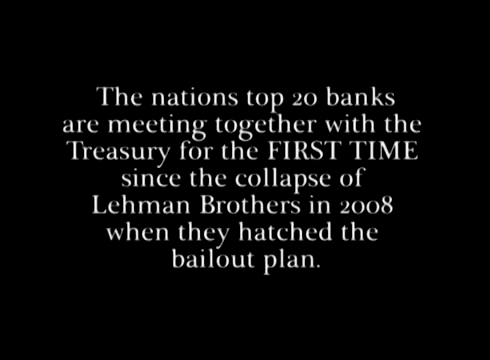 The nations top 20 banks
are meeting together with the
Treasury for the FIRST TIME
since the collapse of
Lehman Brothers in 2008
when they hatched the
bailout plan.